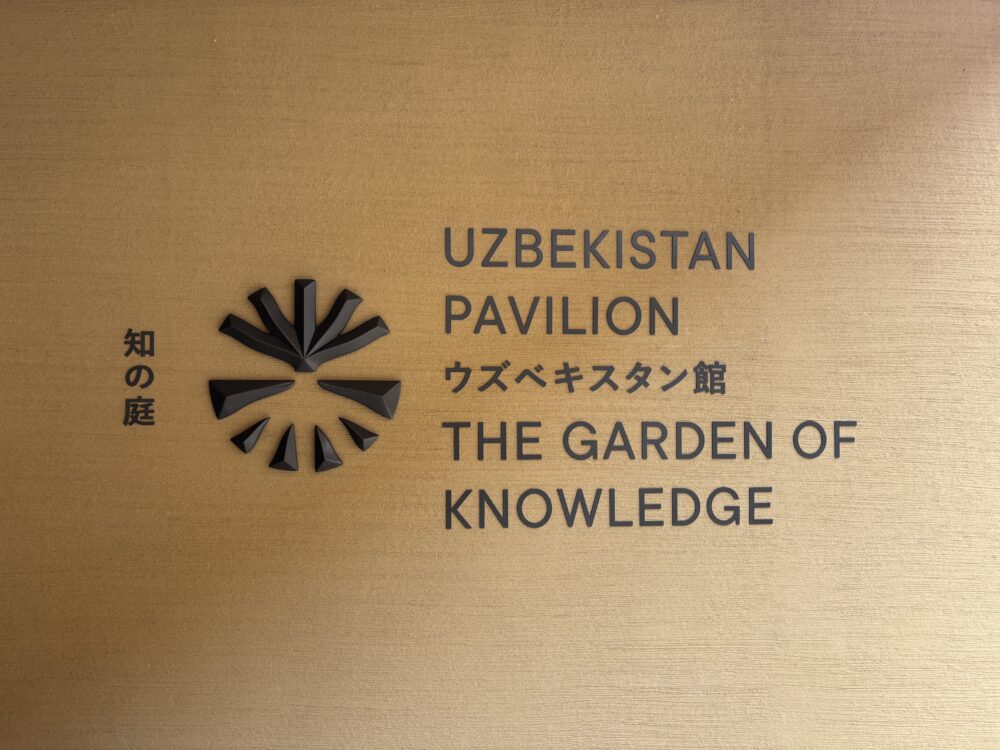 知の庭
UZBEKISTAN
PAVILION
ウズベキスタン館
THE GARDEN OF
KNOWLEDGE